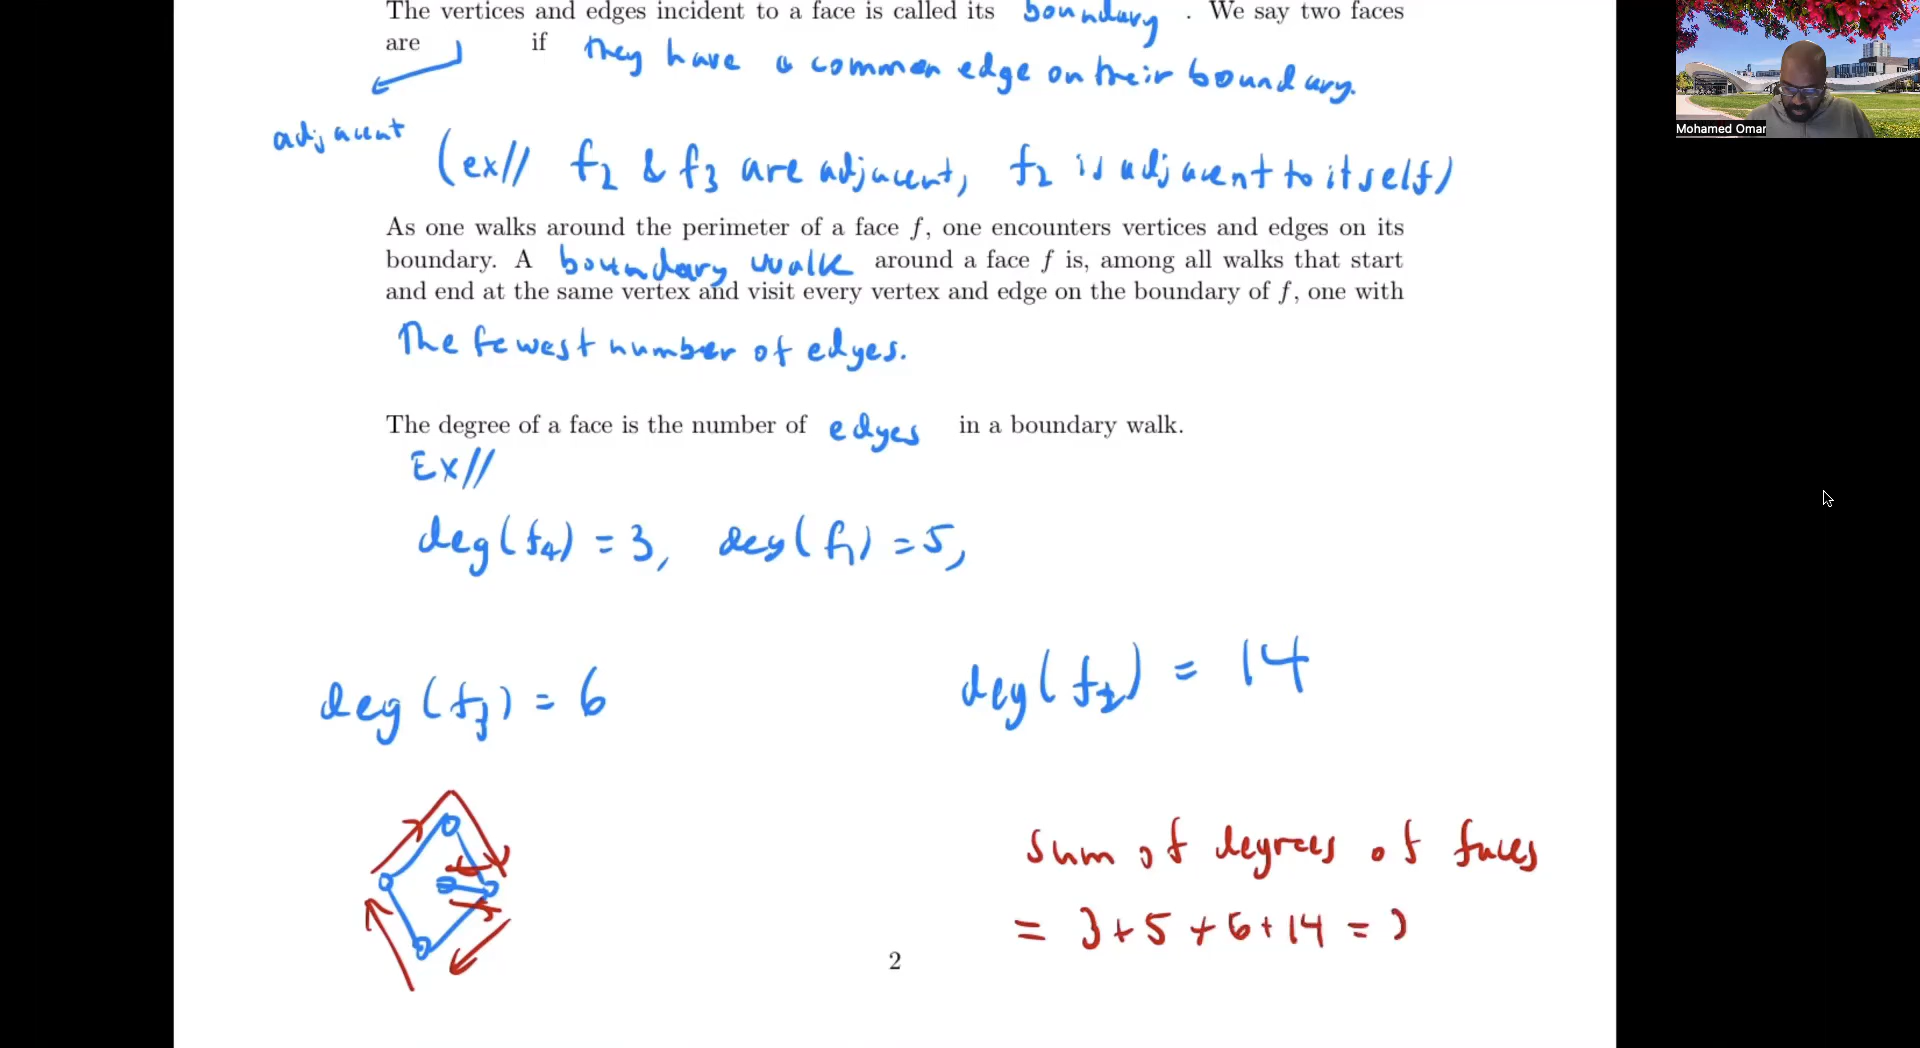 The vertices and edges incident to a face is called its boundary . We say two faces
are if they have a common edge on their boundary.
adjacent
(ex// f2 & f3 are adjacent, f2 is adjacent to itself)
As one walks around the perimeter of a face f, one encounters vertices and edges on its
boundary. A boundary walk around a face f is, among all walks that start
and end at the same vertex and visit every vertex and edge on the boundary of f, one with
The fewest number of edges.
The degree of a face is the number of edges in a boundary walk.
Ex//
deg(f4) = 3, deg(f1) = 5,
deg(f3) = 6
deg(f2) = 14
Sum of degrees of faces
= 3+5+6+14 =
2
Mohamed Omar